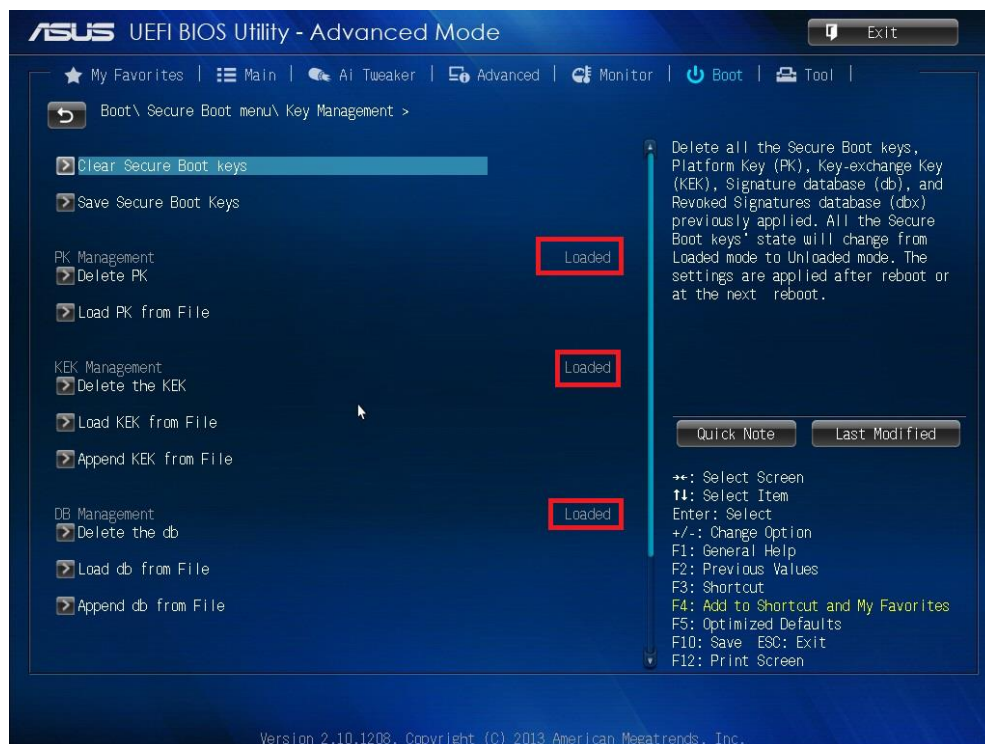 ASUS UEFI BIOS Utility - Advanced Mode
Exit
My Favorites | Main | Ai Tweaker | Advanced | Monitor | Boot | Tool |
Boot\ Secure Boot menu\ Key Management >
Clear Secure Boot keys
Save Secure Boot Keys
PK Management Loaded
Delete PK
Load PK from File
KEK Management Loaded
Delete the KEK
Load KEK from File
Append KEK from File
DB Management Loaded
Delete the db
Load db from File
Append db from File
Delete all the Secure Boot keys,
Platform Key (PK), Key-exchange Key
(KEK), Signature database (db), and
Revoked Signatures database (dbx)
previously applied. All the Secure
Boot keys' state will change from
Loaded mode to Unloaded mode. The
settings are applied after reboot or
at the next reboot.
Quick Note Last Modified
→←: Select Screen
↑↓: Select Item
Enter: Select
+/-: Change Option
F1: General Help
F2: Previous Values
F3: Shortcut
F4: Add to Shortcut and My Favorites
F5: Optimized Defaults
F10: Save ESC: Exit
F12: Print Screen
Version 2.10.1208. Copyright (C) 2013 American Megatrends, Inc.